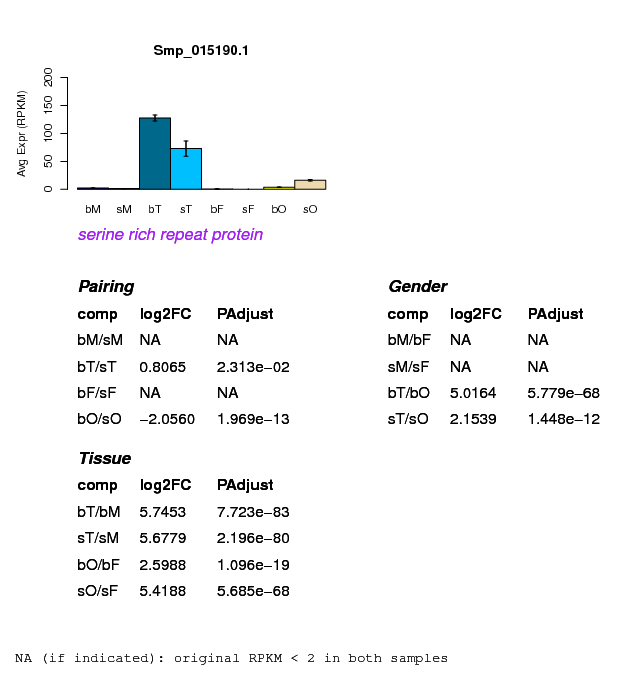 Smp_015190.1
Avg Expr (RPKM)
200
150
100
50
0
bM sM bT sT bF sF bO sO
serine rich repeat protein
Pairing
comp log2FC PAdjust
bM/sM NA NA
bT/sT 0.8065 2.313e−02
bF/sF NA NA
bO/sO −2.0560 1.969e−13
Gender
comp log2FC PAdjust
bM/bF NA NA
sM/sF NA NA
bT/bO 5.0164 5.779e−68
sT/sO 2.1539 1.448e−12
Tissue
comp log2FC PAdjust
bT/bM 5.7453 7.723e−83
sT/sM 5.6779 2.196e−80
bO/bF 2.5988 1.096e−19
sO/sF 5.4188 5.685e−68
NA (if indicated): original RPKM < 2 in both samples